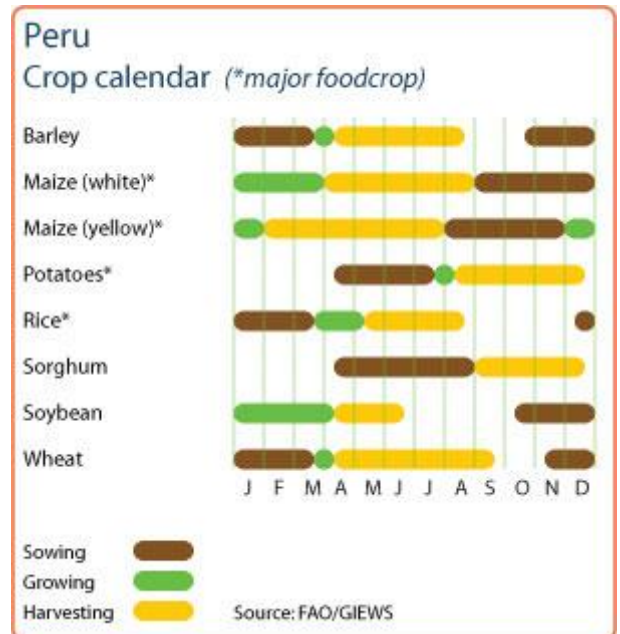 Peru
Crop calendar (*major foodcrop)
Barley
Maize (white)*
Maize (yellow)*
Potatoes*
Rice*
Sorghum
Soybean
Wheat
J F M A M J J A S O N D
Sowing
Growing
Harvesting
Source: FAO/GIEWS